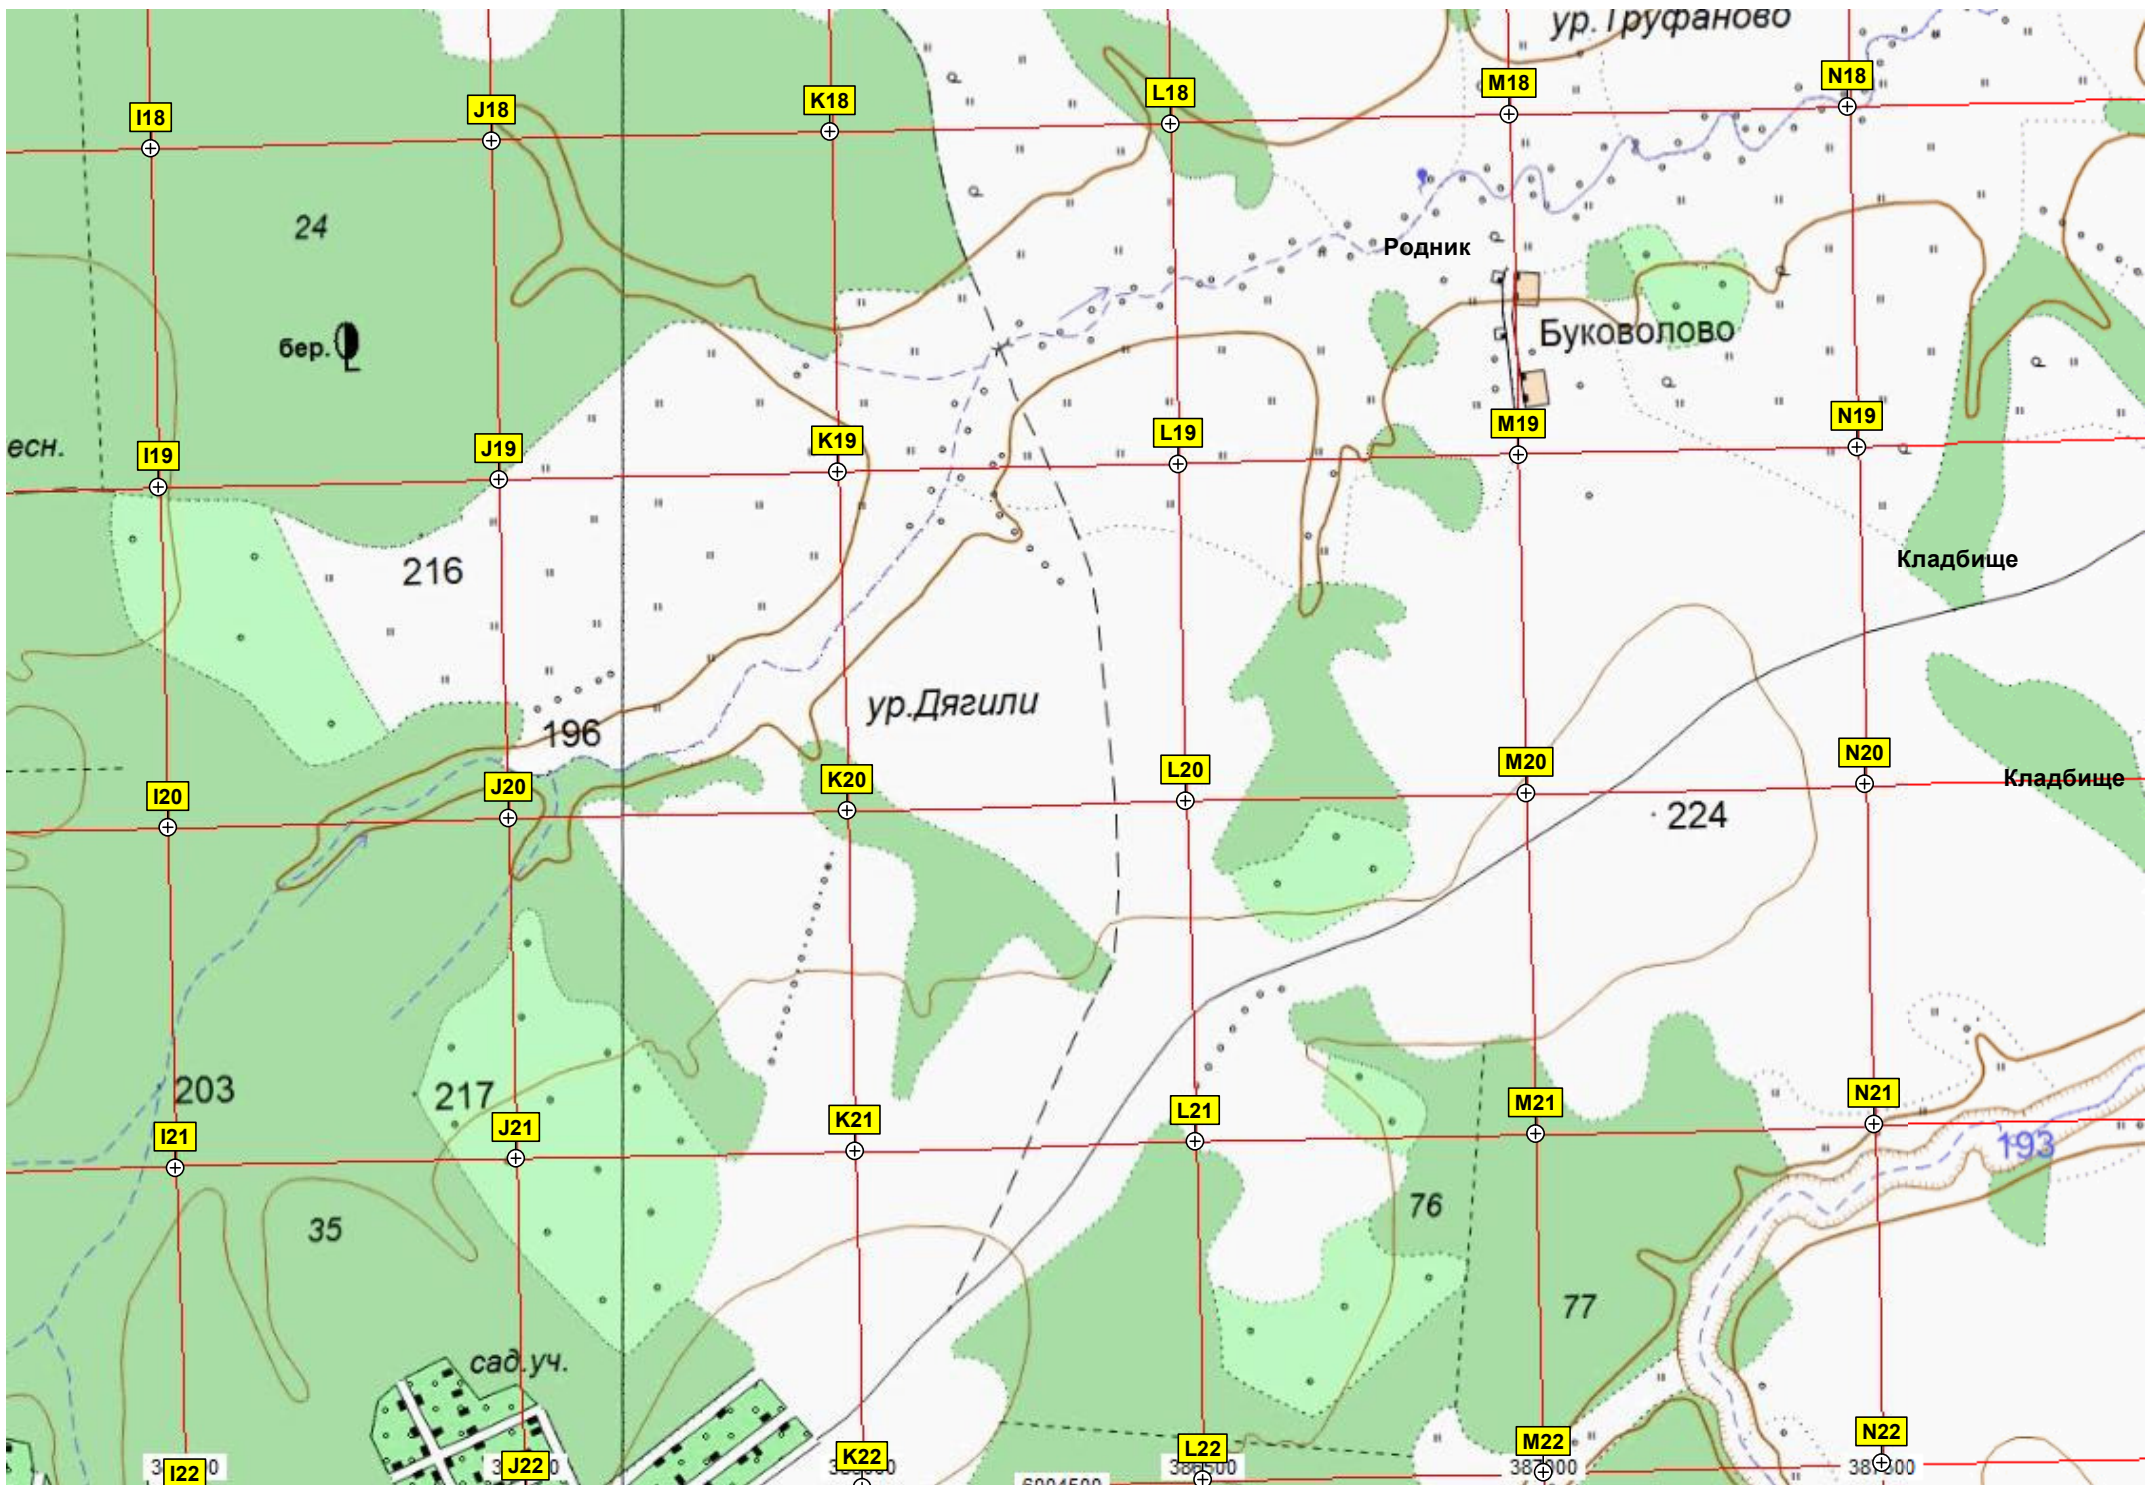 ур. Труфаново
I18
J18
K18
L18
M18
N18
24
Родник
бер.
Буковолово
есн.
I19
J19
K19
L19
M19
N19
216
Кладбище
196
ур.Дягили
I20
J20
K20
L20
M20
N20
Кладбище
224
203
217
I21
J21
K21
L21
M21
N21
193
35
76
77
сад.уч.
I22
J22
K22
L22
M22
N22
386500